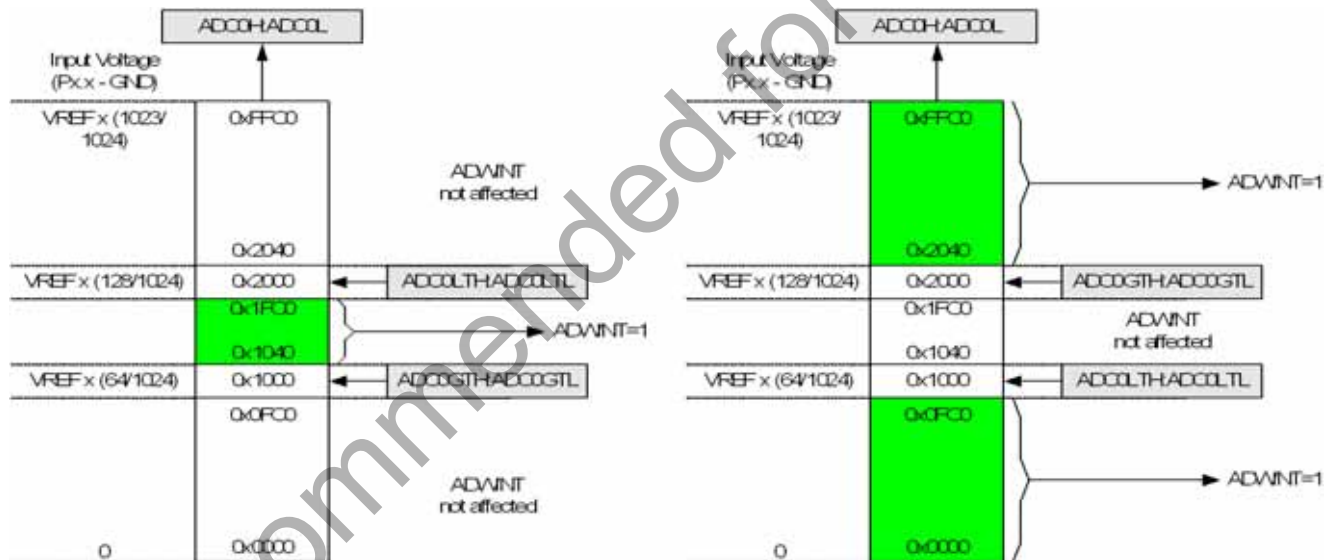 ADC0H:ADC0L
Input Voltage
(Px.x - GND)
VREF x (1023/
1024)
0xFFC0
ADWINT
not affected
0x2040
VREF x (128/1024)
0x2000
ADC0LTH:ADC0LTL
0x1FC0
ADWINT=1
0x1040
VREF x (64/1024)
0x1000
ADC0GTH:ADC0GTL
0x0FC0
ADWINT
not affected
0
0x0000
ADC0H:ADC0L
Input Voltage
(Px.x - GND)
VREF x (1023/
1024)
0xFFC0
ADWINT=1
0x2040
VREF x (128/1024)
0x2000
ADC0GTH:ADC0GTL
0x1FC0
ADWINT
not affected
0x1040
VREF x (64/1024)
0x1000
ADC0LTH:ADC0LTL
0x0FC0
ADWINT=1
0
0x0000
ommended for